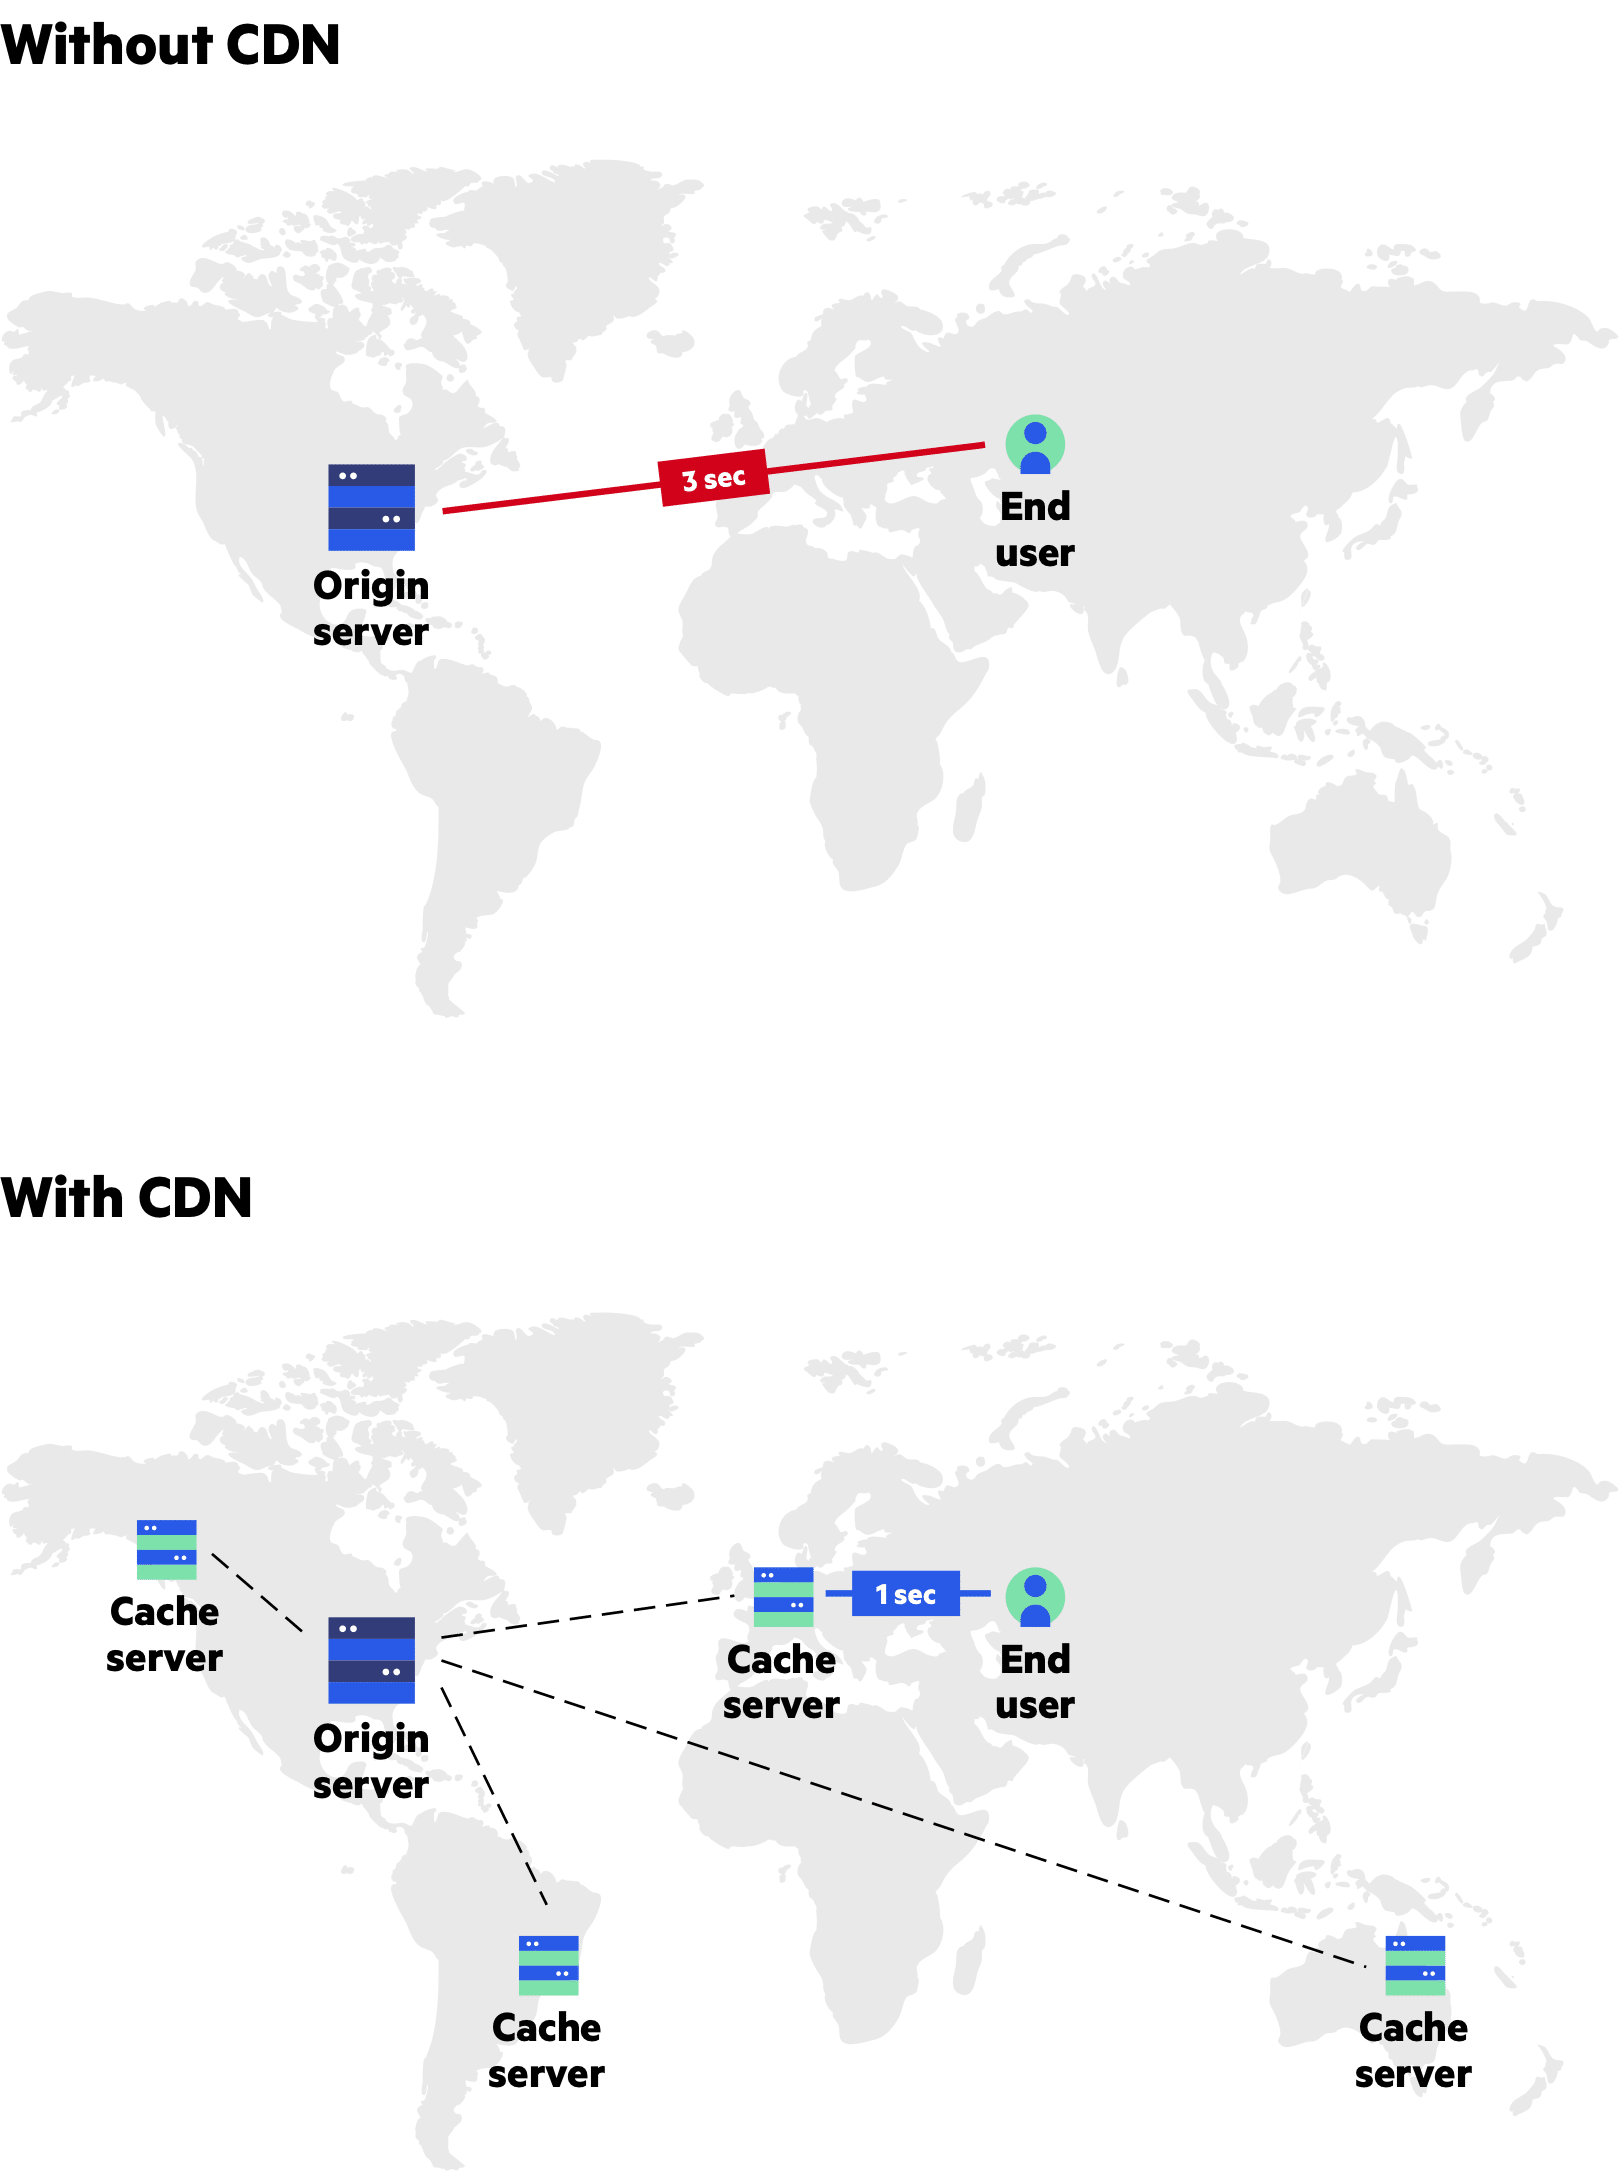 Without CDN
3 sec
End
user
Origin
server
With CDN
Cache
server
1 sec
Cache
server
End
user
Origin
server
Cache
server
Cache
server